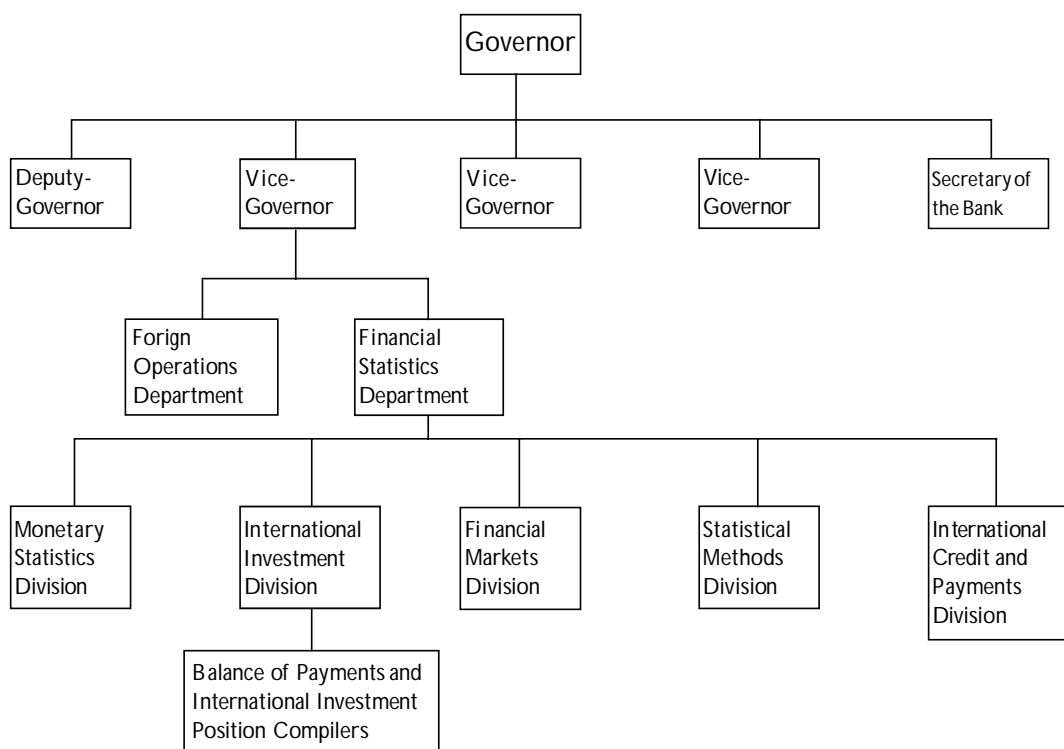 Governor
Deputy-
Governor
Vice-
Governor
Vice-
Governor
Vice-
Governor
Secretary of
the Bank
Forign
Operations
Department
Financial
Statistics
Department
Monetary
Statistics
Division
International
Investment
Division
Financial
Markets
Division
Statistical
Methods
Division
International
Credit and
Payments
Division
Balance of Payments and
International Investment
Position Compilers